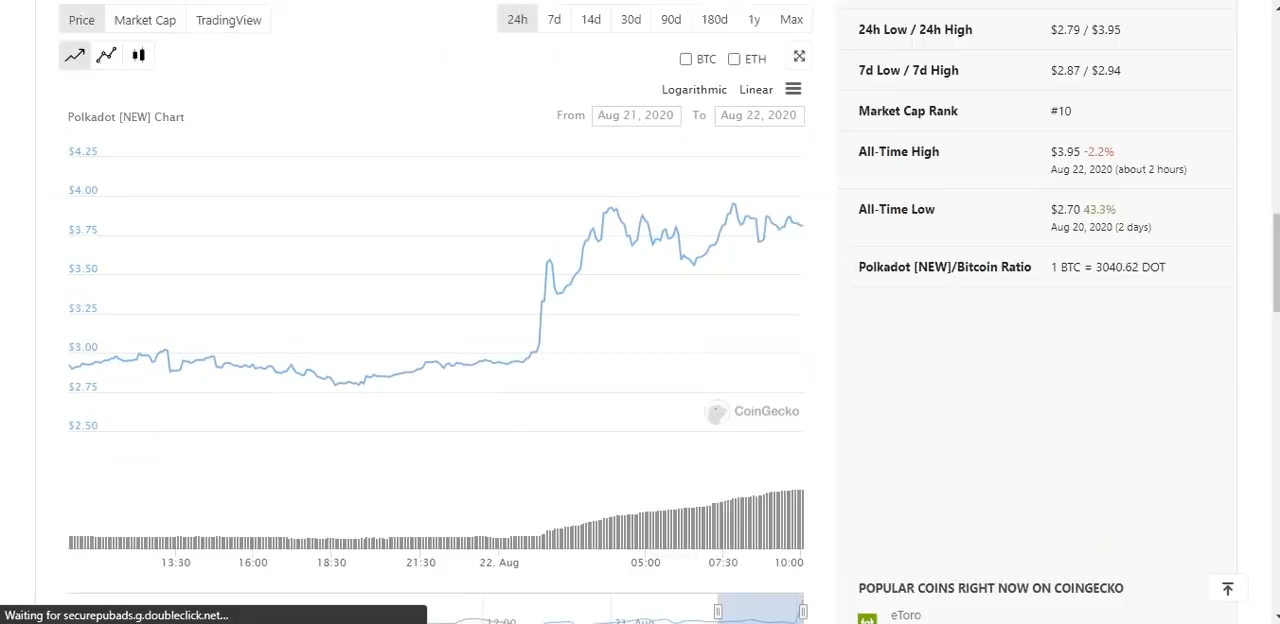 Price Market Cap TradingView
24h 7d 14d 30d 90d 180d 1y Max
BTC ETH
Logarithmic Linear
Polkadot [NEW] Chart
From Aug 21, 2020 To Aug 22, 2020
$4.25
$4.00
$3.75
$3.50
$3.25
$3.00
$2.75
$2.50
CoinGecko
13:30 16:00 18:30 21:30 22. Aug 05:00 07:30 10:00
12:00 21. Aug
Waiting for securepubads.g.doubleclick.net...
24h Low / 24h High $2.79 / $3.95
7d Low / 7d High $2.87 / $2.94
Market Cap Rank #10
All-Time High $3.95 -2.2%
Aug 22, 2020 (about 2 hours)
All-Time Low $2.70 43.3%
Aug 20, 2020 (2 days)
Polkadot [NEW]/Bitcoin Ratio 1 BTC = 3040.62 DOT
POPULAR COINS RIGHT NOW ON COINGECKO
eToro